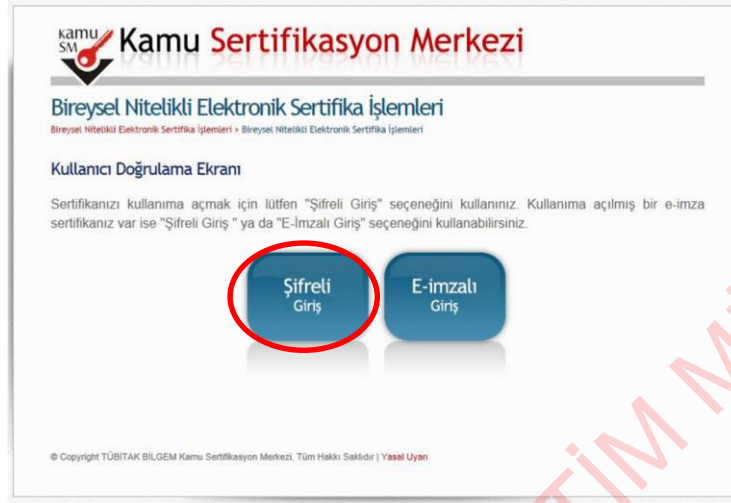 kamu
SM
Kamu Sertifikasyon Merkezi
Bireysel Nitelikli Elektronik Sertifika İşlemleri
Bireysel Nitelikli Elektronik Sertifika İşlemleri > Bireysel Nitelikli Elektronik Sertifika İşlemleri
Kullanıcı Doğrulama Ekranı
Sertifikanızı kullanıma açmak için lütfen "Şifreli Giriş" seçeneğini kullanınız. Kullanıma açılmış bir e-imza
sertifikanız var ise "Şifreli Giriş " ya da "E-İmzalı Giriş" seçeneğini kullanabilirsiniz.
Şifreli
Giriş
E-imzalı
Giriş
© Copyright TÜBİTAK BİLGEM Kamu Sertifikasyon Merkezi, Tüm Hakkı Saklıdır | Yasal Uyarı